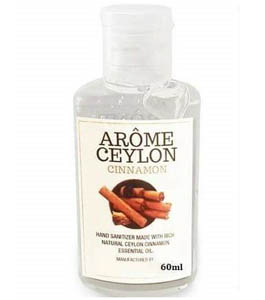 ARÔME
CEYLON
CINNAMON
HAND SANITIZER MADE WITH RICH
NATURAL CEYLON CINNAMON
ESSENTIAL OIL.
MANUFACTURED BY
60ml